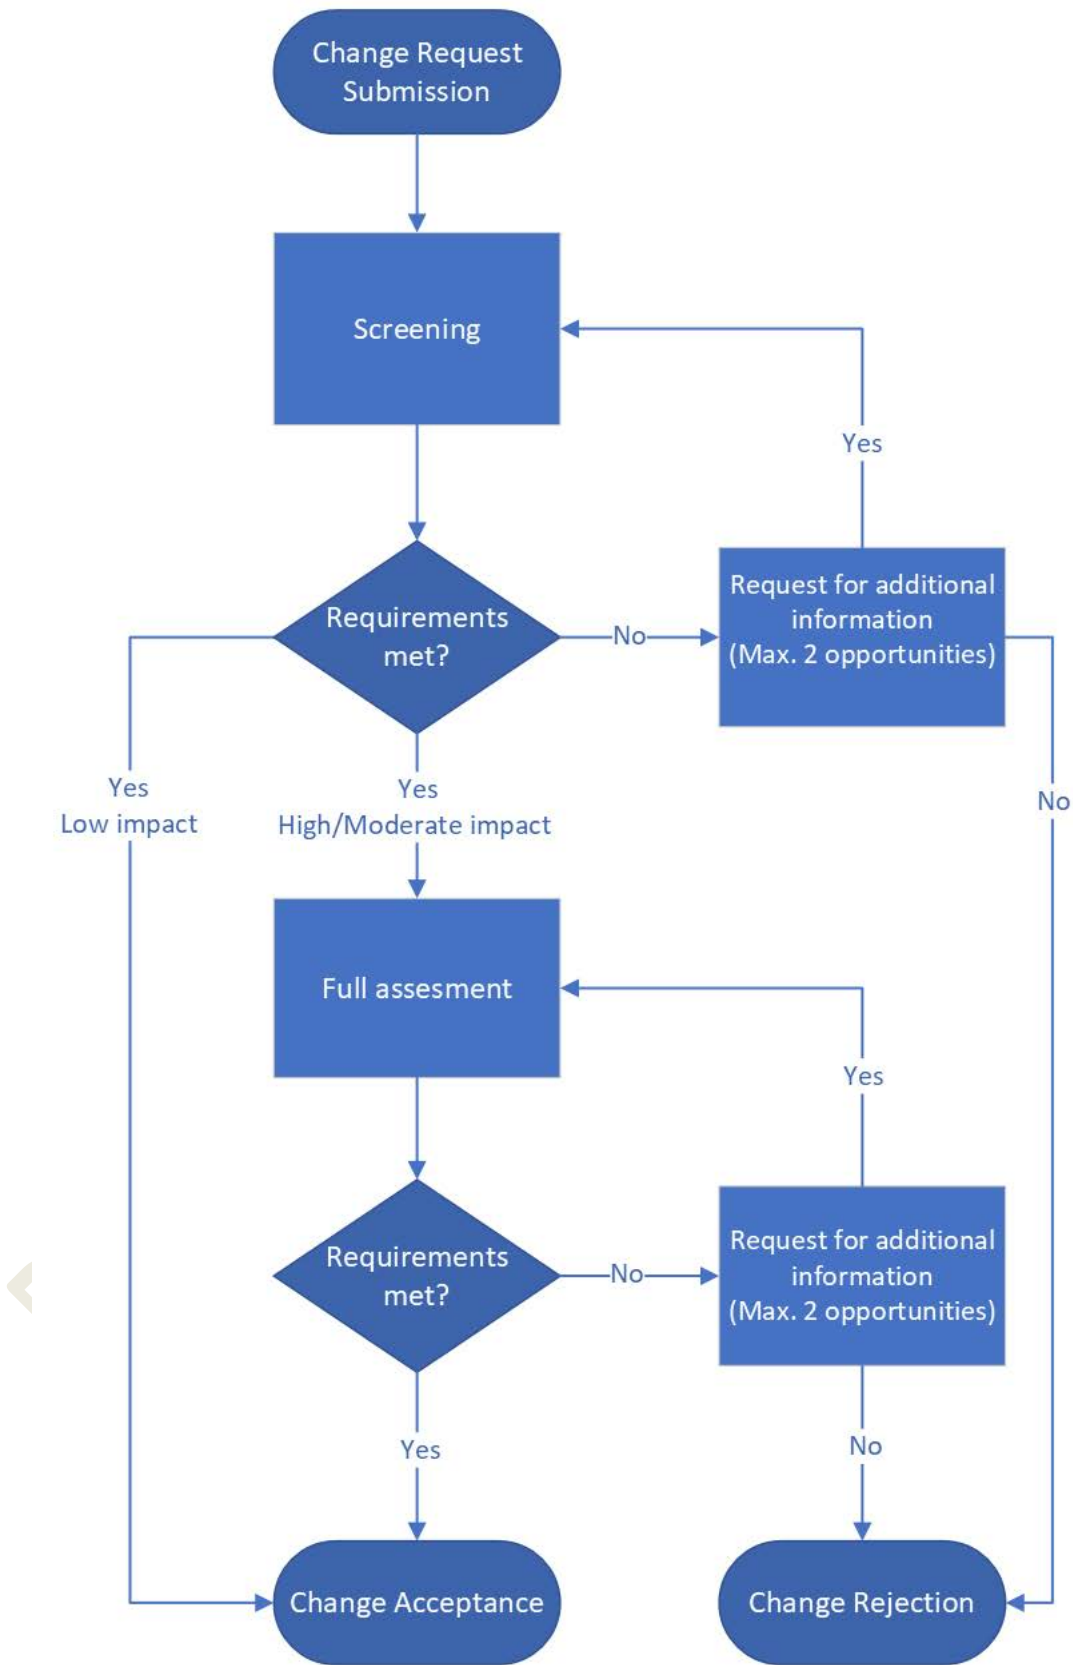 Change Request
Submission
Screening
Yes
Requirements
met?
No
Request for additional
information
(Max. 2 opportunities)
Yes
Low impact
Yes
High/Moderate impact
No
Full assesment
Yes
Requirements
met?
No
Request for additional
information
(Max. 2 opportunities)
Yes
No
Change Acceptance
Change Rejection